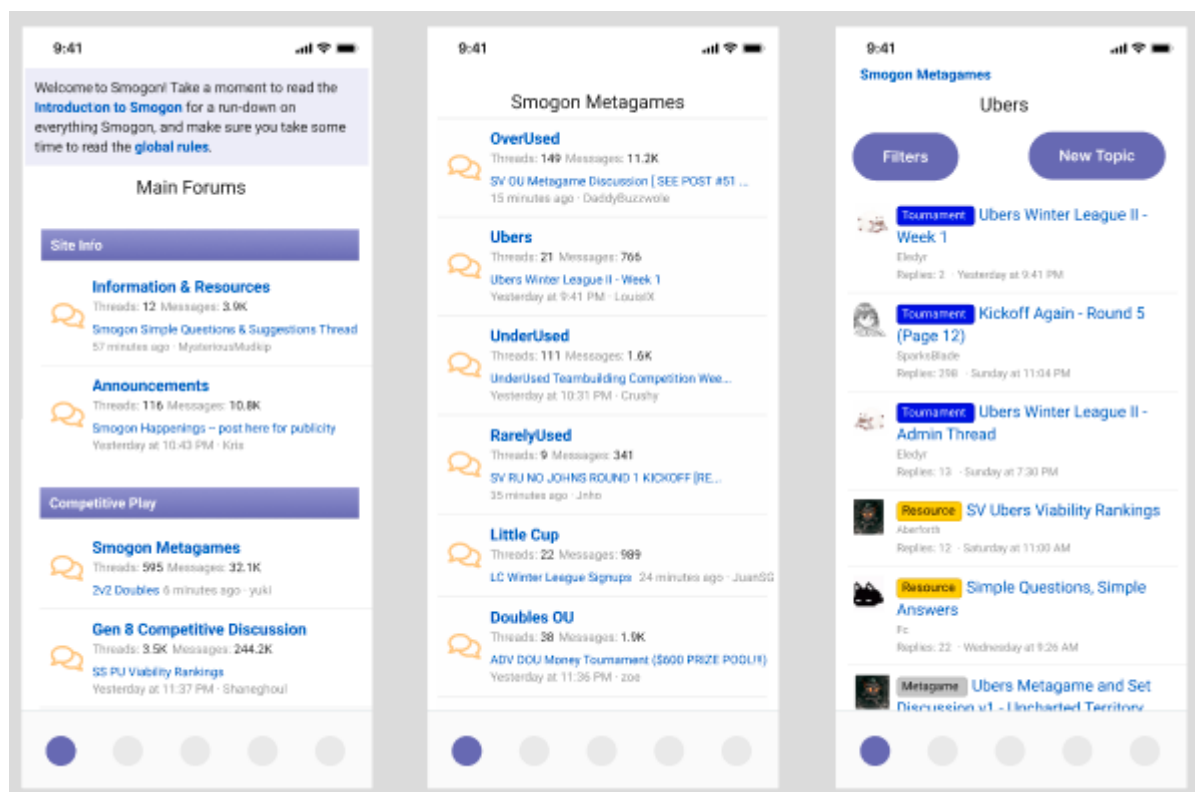 9:41
Welcome to Smogon! Take a moment to read the
Introduction to Smogon for a run-down on
everything Smogon, and make sure you take some
time to read the global rules.
Main Forums
Site Info
Information & Resources
Threads: 12 Messages: 3.9K
Smogon Simple Questions & Suggestions Thread
57 minutes ago · MysteriousMudkip
Announcements
Threads: 116 Messages: 10.8K
Smogon Happenings – post here for publicity
Yesterday at 10:43 PM · Kris
Competitive Play
Smogon Metagames
Threads: 595 Messages: 32.1K
2v2 Doubles 6 minutes ago · yuki
Gen 8 Competitive Discussion
Threads: 3.5K Messages: 244.2K
SS PU Viability Rankings
Yesterday at 11:37 PM · Shaneghoul
9:41
Smogon Metagames
OverUsed
Threads: 149 Messages: 11.2K
SV OU Metagame Discussion [ SEE POST #51 ...
15 minutes ago · DaddyBuzzwole
Ubers
Threads: 21 Messages: 766
Ubers Winter League II - Week 1
Yesterday at 9:41 PM · LouisIX
UnderUsed
Threads: 111 Messages: 1.6K
UnderUsed Teambuilding Competition Wee...
Yesterday at 10:31 PM · Crushy
RarelyUsed
Threads: 9 Messages: 341
SV RU NO JOHNS ROUND 1 KICKOFF [RE...
35 minutes ago · Jnho
Little Cup
Threads: 22 Messages: 989
LC Winter League Signups 24 minutes ago · JuanSG
Doubles OU
Threads: 38 Messages: 1.9K
ADV DOU Money Tournament ($600 PRIZE POOL!!)
Yesterday at 11:36 PM · zoe
9:41
Smogon Metagames
Ubers
Filters
New Topic
Tournament Ubers Winter League II -
Week 1
Eledyr
Replies: 2 · Yesterday at 9:41 PM
Tournament Kickoff Again - Round 5
(Page 12)
SparksBlade
Replies: 298 · Sunday at 11:04 PM
Tournament Ubers Winter League II -
Admin Thread
Eledyr
Replies: 13 · Sunday at 7:30 PM
Resource SV Ubers Viability Rankings
Aberforth
Replies: 12 · Saturday at 11:00 AM
Resource Simple Questions, Simple
Answers
Fc
Replies: 22 · Wednesday at 9:26 AM
Metagame Ubers Metagame and Set
Discussion v1 - Uncharted Territory